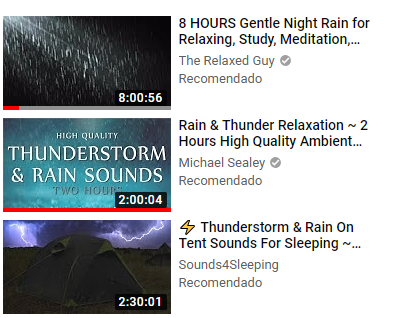 8 HOURS Gentle Night Rain for
Relaxing, Study, Meditation,...
The Relaxed Guy
Recomendado
8:00:56
HIGH QUALITY
THUNDERSTORM
& RAIN SOUNDS
TWO HOURS
2:00:04
Rain & Thunder Relaxation ~ 2
Hours High Quality Ambient...
Michael Sealey
Recomendado
2:30:01
⚡ Thunderstorm & Rain On
Tent Sounds For Sleeping ~...
Sounds4Sleeping
Recomendado